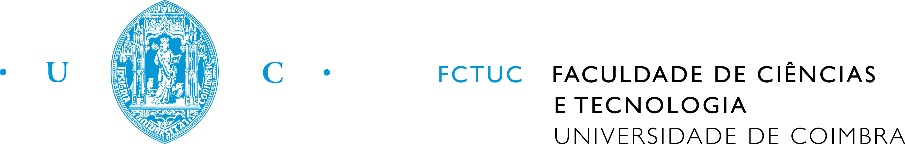 · U C ·
FCTUC FACULDADE DE CIÊNCIAS
E TECNOLOGIA
UNIVERSIDADE DE COIMBRA